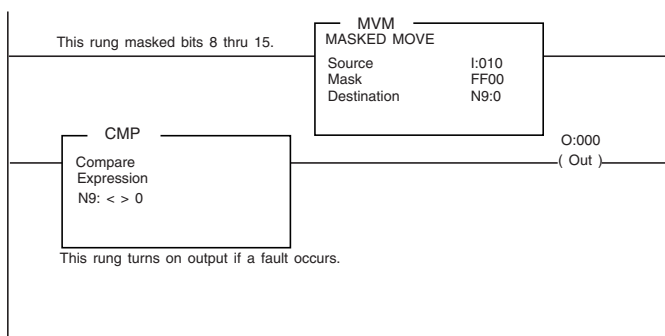 MVM
This rung masked bits 8 thru 15.
MASKED MOVE
Source I:010
Mask FF00
Destination N9:0
CMP
Compare
Expression
N9: < > 0
O:000
( Out )
This rung turns on output if a fault occurs.